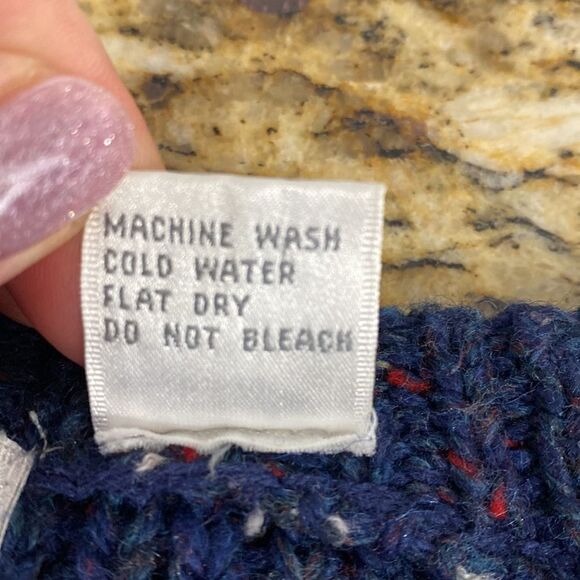 MACHINE WASH
COLD WATER
FLAT DRY
DO NOT BLEACH